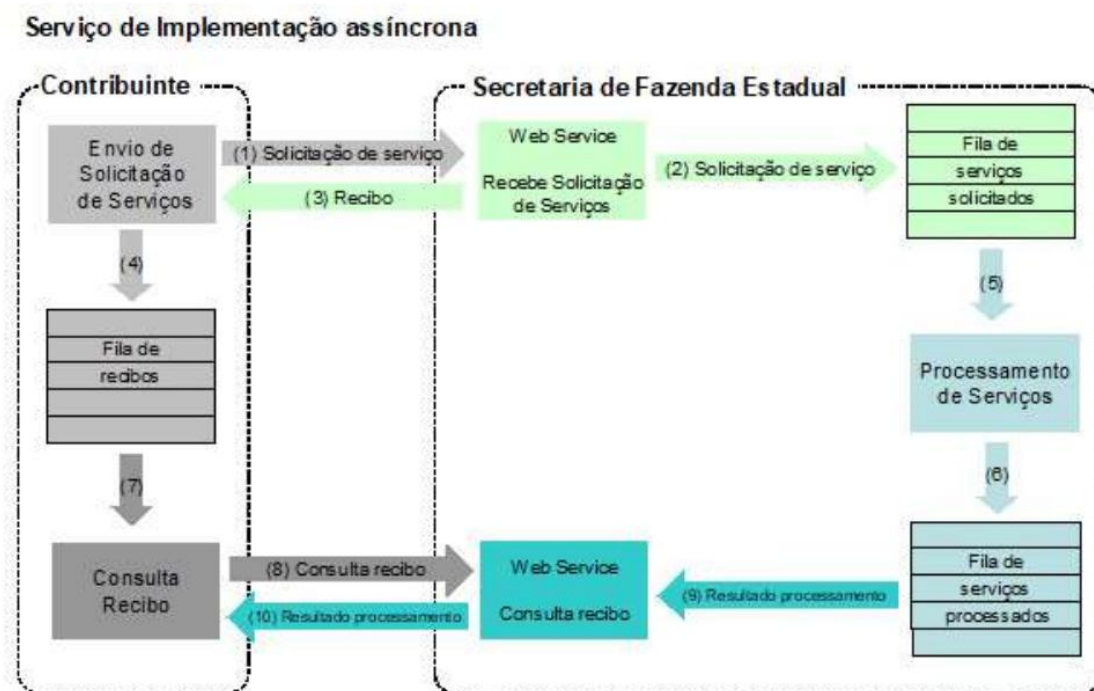 Serviço de Implementação assíncrona
Contribuinte
Secretaria de Fazenda Estadual
Envio de
Solicitação
de Serviços
(1) Solicitação de serviço
(3) Recibo
Web Service
Recebe Solicitação
de Serviços
(2) Solicitação de serviço
Fila de
serviços
solicitados
(4)
(5)
Fila de
recibos
Processamento
de Serviços
(7)
(6)
Consulta
Recibo
(8) Consulta recibo
(10) Resultado processamento
Web Service
Consulta recibo
(9) Resultado processamento
Fila de
serviços
processados